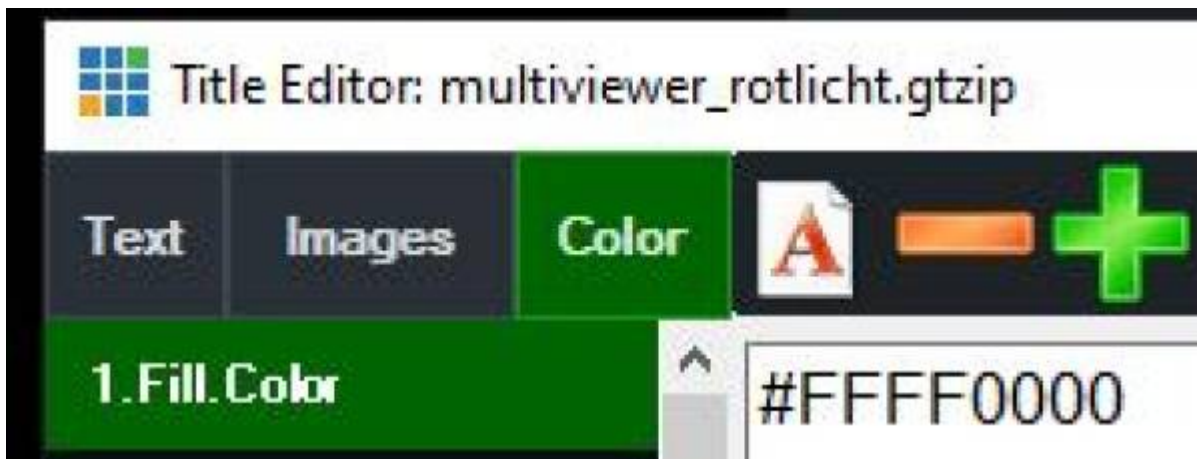 Title Editor: multiviewer_rotlicht.gtzip
Text Images Color A
1.Fill.Color #FFFF0000